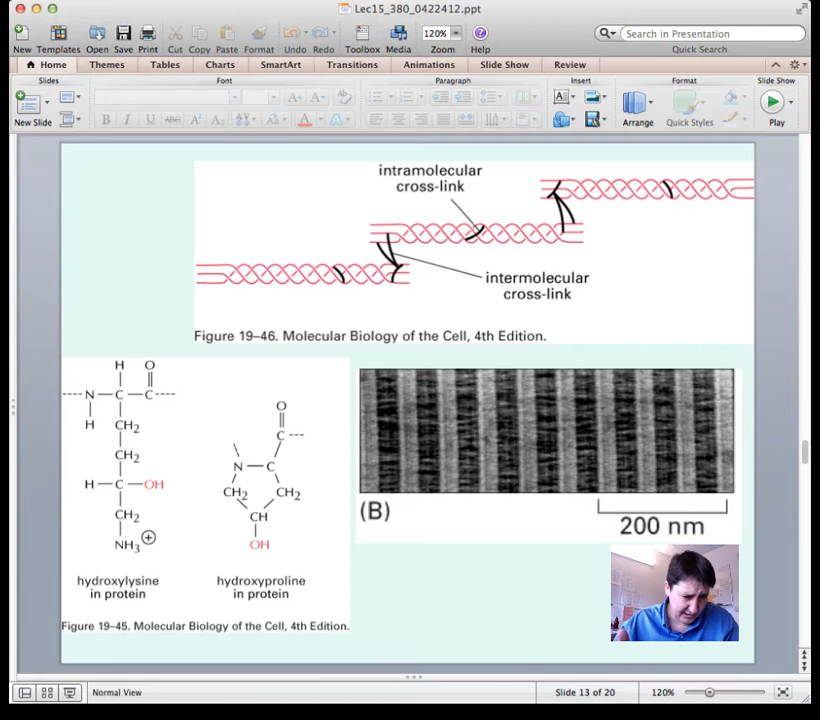 Lec15_380_0422412.ppt
New Templates Open Save Print Cut Copy Paste Format Undo Redo Toolbox Media 120% Zoom Help Search in Presentation
Quick Search
Home Themes Tables Charts SmartArt Transitions Animations Slide Show Review
Slides Font Paragraph Insert Format Slide Show
New Slide B I U ABC A² A₂ AV A A Arrange Quick Styles Play
intramolecular
cross-link
intermolecular
cross-link
Figure 19–46. Molecular Biology of the Cell, 4th Edition.
H O
N C C
H CH₂
CH₂
H C OH
CH₂
NH₃ +
hydroxylysine
in protein
O
C
N C
CH₂ CH₂
CH
OH
hydroxyproline
in protein
Figure 19–45. Molecular Biology of the Cell, 4th Edition.
(B)
200 nm
Normal View Slide 13 of 20 120%